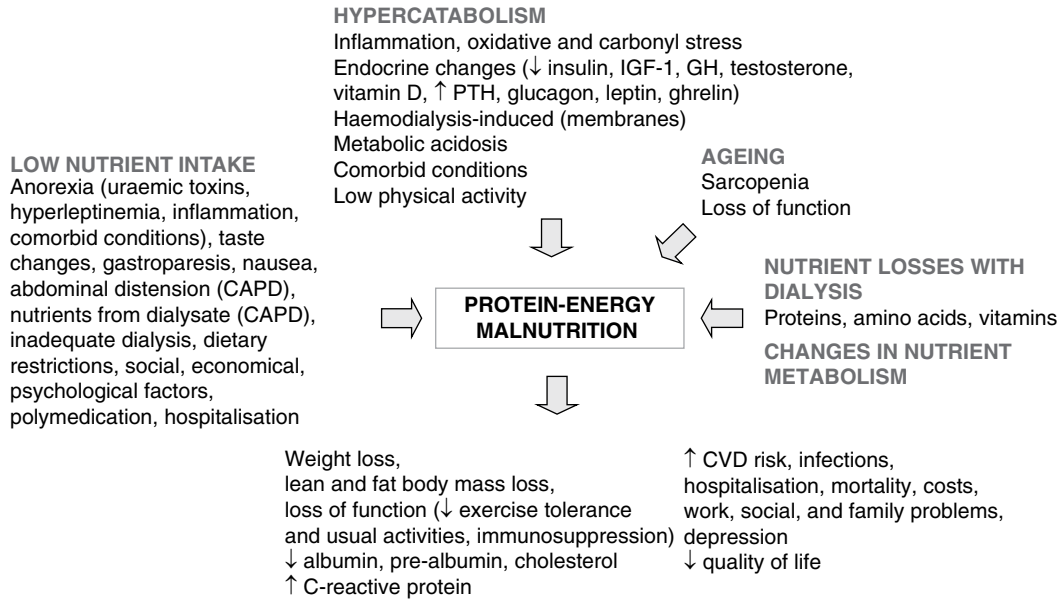 HYPERCATABOLISM
Inflammation, oxidative and carbonyl stress
Endocrine changes (↓ insulin, IGF-1, GH, testosterone,
vitamin D, ↑ PTH, glucagon, leptin, ghrelin)
Haemodialysis-induced (membranes)
Metabolic acidosis
Comorbid conditions
Low physical activity
AGEING
Sarcopenia
Loss of function
LOW NUTRIENT INTAKE
Anorexia (uraemic toxins,
hyperleptinemia, inflammation,
comorbid conditions), taste
changes, gastroparesis, nausea,
abdominal distension (CAPD),
nutrients from dialysate (CAPD),
inadequate dialysis, dietary
restrictions, social, economical,
psychological factors,
polymedication, hospitalisation
PROTEIN-ENERGY
MALNUTRITION
NUTRIENT LOSSES WITH
DIALYSIS
Proteins, amino acids, vitamins
CHANGES IN NUTRIENT
METABOLISM
Weight loss,
lean and fat body mass loss,
loss of function (↓ exercise tolerance
and usual activities, immunosuppression)
↓ albumin, pre-albumin, cholesterol
↑ C-reactive protein
↑ CVD risk, infections,
hospitalisation, mortality, costs,
work, social, and family problems,
depression
↓ quality of life